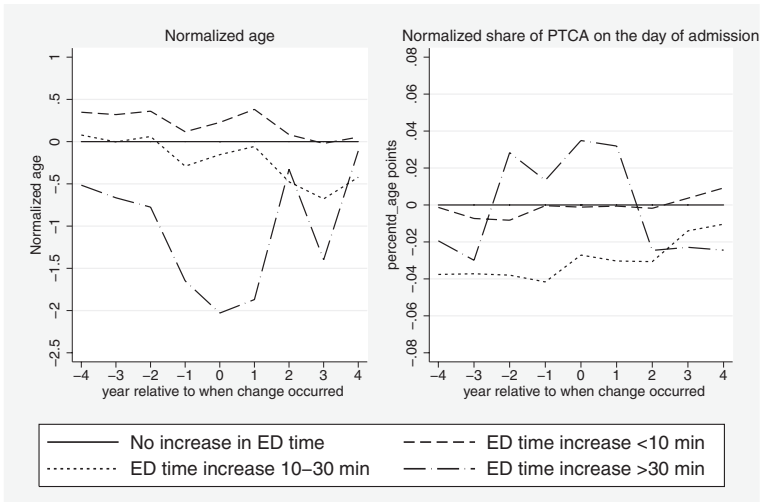 Normalized age
Normalized age
1
.5
0
−.5
−1
−1.5
−2
−2.5
−4 −3 −2 −1 0 1 2 3 4
year relative to when change occurred
Normalized share of PTCA on the day of admission
percentd_age points
.08
.06
.04
.02
0
−.02
−.04
−.06
−.08
−4 −3 −2 −1 0 1 2 3 4
year relative to when change occurred
No increase in ED time
ED time increase <10 min
ED time increase 10−30 min
ED time increase >30 min